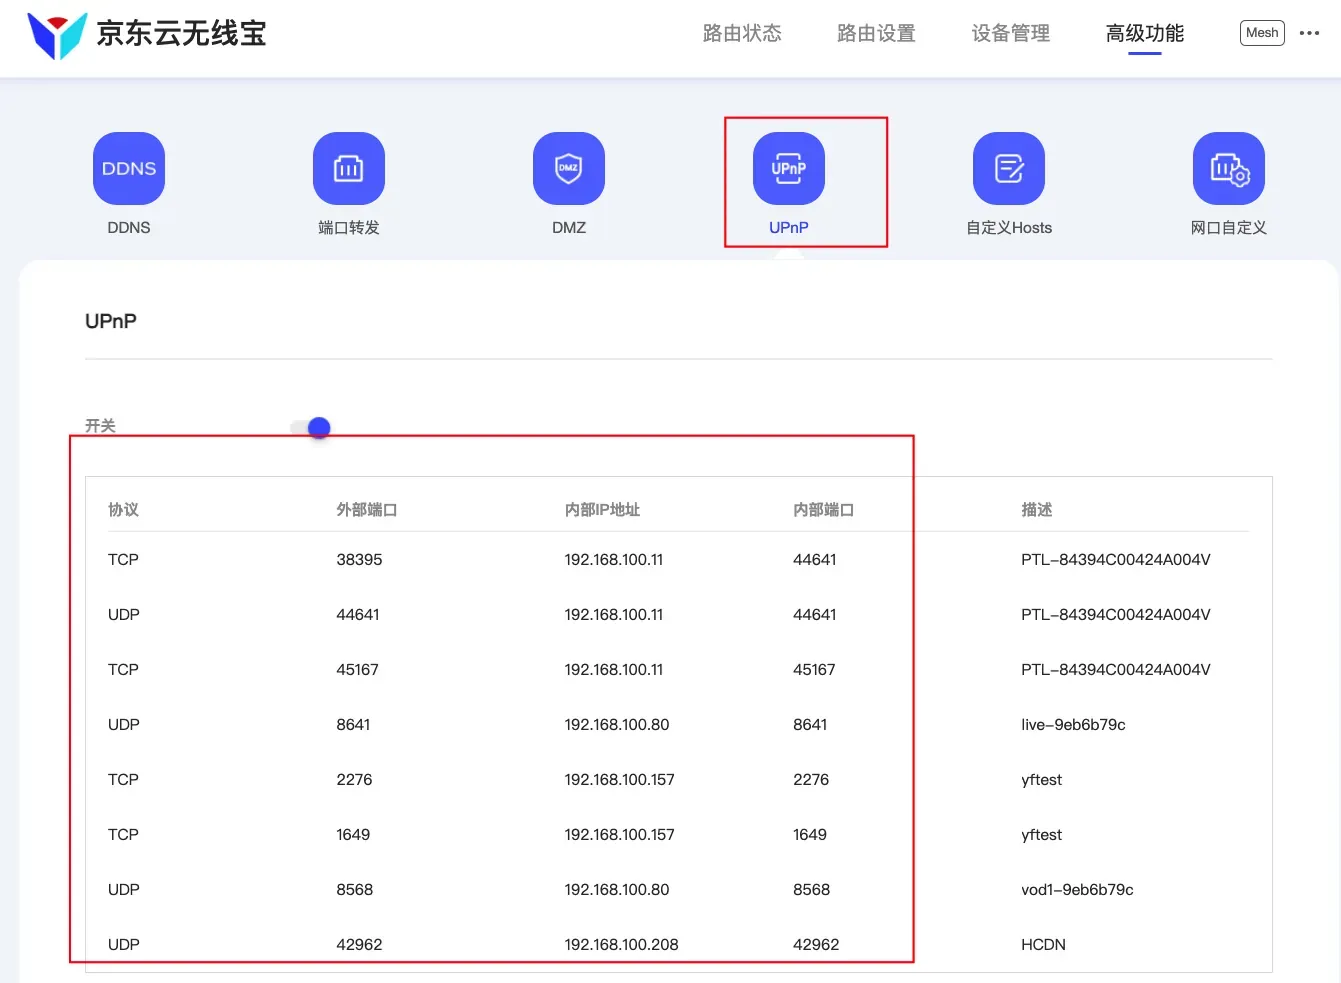 京东云无线宝 路由状态 路由设置 设备管理 高级功能 Mesh
DDNS UPnP
DMZ
DDNS 端口转发 DMZ UPnP 自定义Hosts 网口自定义
UPnP
开关
协议 外部端口 内部IP地址 内部端口 描述
TCP 38395 192.168.100.11 44641 PTL-84394C00424A004V
UDP 44641 192.168.100.11 44641 PTL-84394C00424A004V
TCP 45167 192.168.100.11 45167 PTL-84394C00424A004V
UDP 8641 192.168.100.80 8641 live-9eb6b79c
TCP 2276 192.168.100.157 2276 yftest
TCP 1649 192.168.100.157 1649 yftest
UDP 8568 192.168.100.80 8568 vod1-9eb6b79c
UDP 42962 192.168.100.208 42962 HCDN